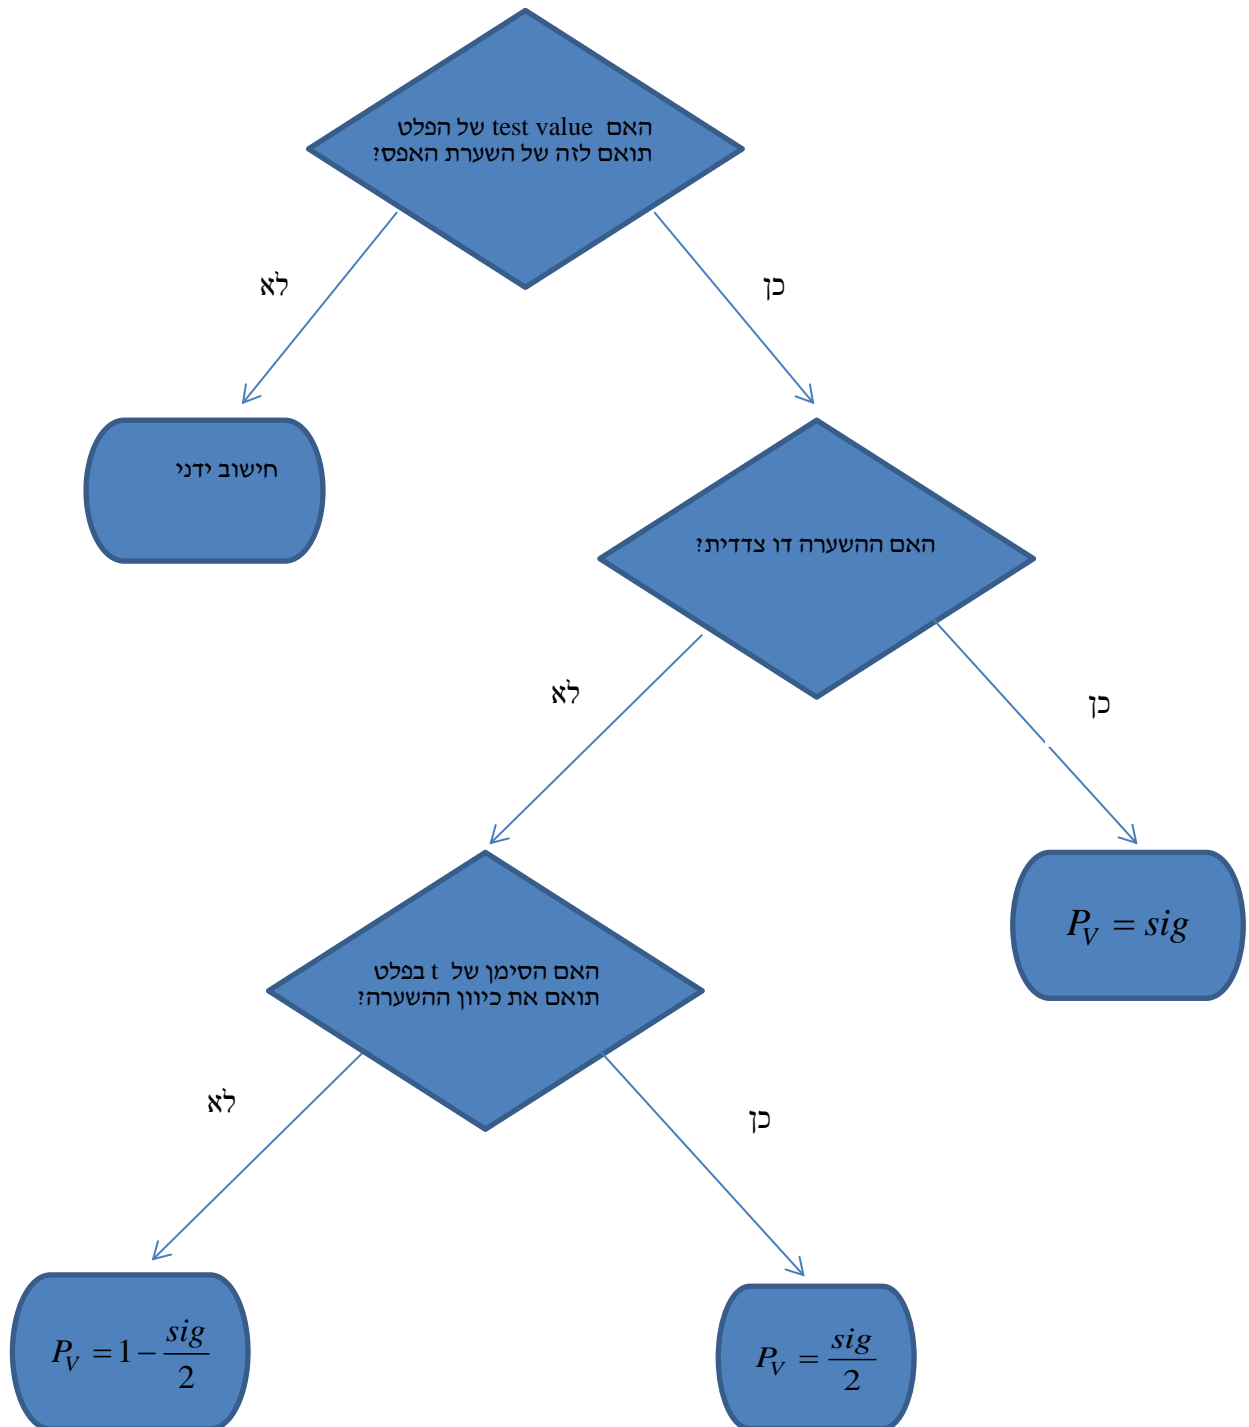 האם test value של הפלט
תואם לזה של השערת האפס?
לא
כן
חישוב ידני
האם ההשערה דו צדדית?
לא
כן
P_V = sig
האם הסימן של t בפלט
תואם את כיוון ההשערה?
לא
כן
P_V = 1 - sig/2
P_V = sig/2